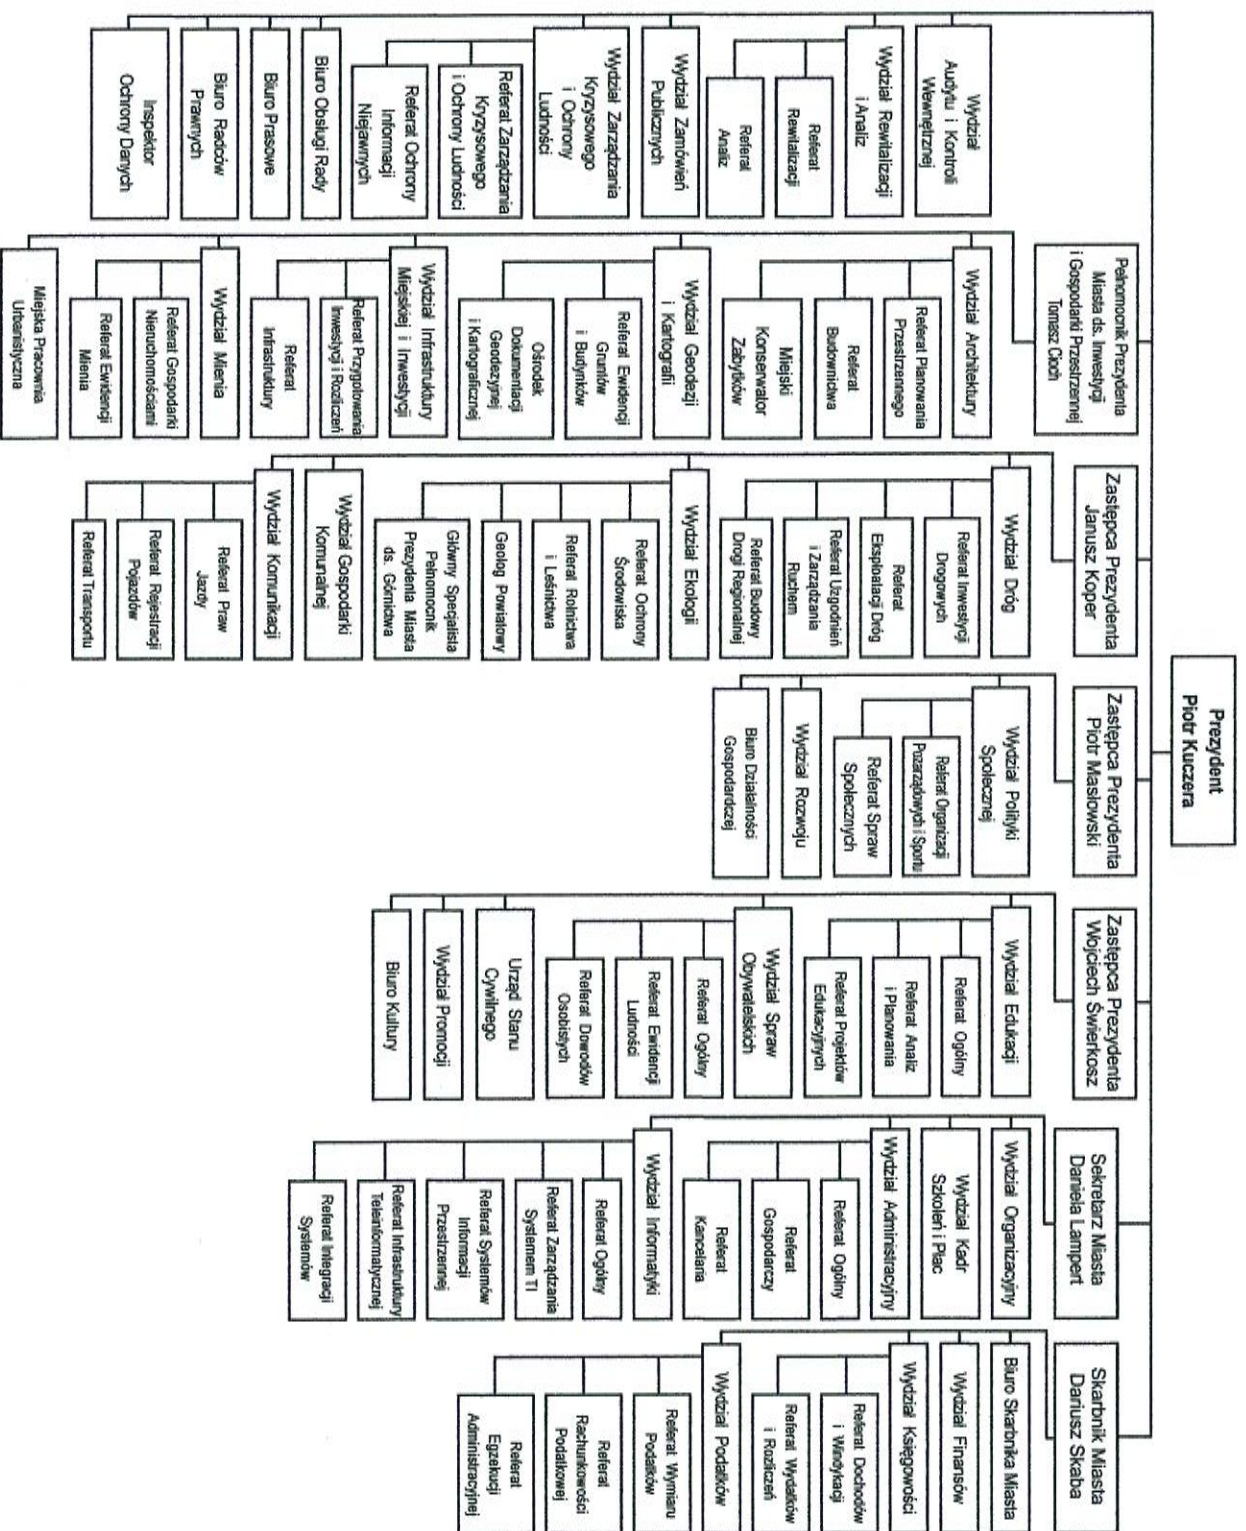 Prezydent
Piotr Kuczera
Wydział
Audytu i Kontroli
Wewnętrznej
Wydział Rewitalizacji
i Analiz
Referat
Rewitalizacji
Referat
Analiz
Wydział Zamówień
Publicznych
Wydział Zarządzania
Kryzysowego
i Ochrony
Ludności
Referat Zarządzania
Kryzysowego
i Ochrony Ludności
Referat Ochrony
Informacji
Niejawnych
Biuro Obsługi Rady
Biuro Prasowe
Biuro Radców
Prawnych
Inspektor
Ochrony Danych
Pełnomocnik Prezydenta
Miasta ds. Inwestycji
i Gospodarki Przestrzennej
Tomasz Cioch
Wydział Architektury
Referat Planowania
Przestrzennego
Referat
Budownictwa
Miejski
Konserwator
Zabytków
Wydział Geodezji
i Kartografii
Referat Ewidencji
Gruntów
i Budynków
Ośrodek
Dokumentacji
Geodezyjnej
i Kartograficznej
Wydział Infrastruktury
Miejskiej i Inwestycji
Referat Przygotowania
Inwestycji i Rozliczeń
Referat
Infrastruktury
Wydział Mienia
Referat Gospodarki
Nieruchomościami
Referat Ewidencji
Mienia
Miejska Pracownia
Urbanistyczna
Zastępca Prezydenta
Janusz Koper
Wydział Dróg
Referat Inwestycji
Drogowych
Referat
Eksploatacji Dróg
Referat Uzgodnień
i Zarządzania
Ruchem
Referat Budowy
Drogi Regionalnej
Wydział Ekologii
Referat Ochrony
Środowiska
Referat Rolnictwa
i Leśnictwa
Geolog Powiatowy
Główny Specjalista
Pełnomocnik
Prezydenta Miasta
ds. Górnictwa
Wydział Gospodarki
Komunalnej
Wydział Komunikacji
Referat Praw
Jazdy
Referat Rejestracji
Pojazdów
Referat Transportu
Zastępca Prezydenta
Piotr Masłowski
Wydział Polityki
Społecznej
Referat Organizacji
Pozarządowych i Sportu
Referat Spraw
Społecznych
Wydział Rozwoju
Biuro Działalności
Gospodarczej
Zastępca Prezydenta
Wojciech Świerkosz
Wydział Edukacji
Referat Ogólny
Referat Analiz
i Planowania
Referat Projektów
Edukacyjnych
Wydział Spraw
Obywatelskich
Referat Ogólny
Referat Ewidencji
Ludności
Referat Dowodów
Osobistych
Urząd Stanu
Cywilnego
Wydział Promocji
Biuro Kultury
Sekretarz Miasta
Daniela Lampert
Wydział Organizacyjny
Wydział Kadr
Szkoleń i Płac
Wydział Administracyjny
Referat Ogólny
Referat
Gospodarczy
Referat
Kancelaria
Wydział Informatyki
Referat Ogólny
Referat Zarządzania
Systemem TI
Referat Systemów
Informacji
Przestrzennej
Referat Infrastruktury
Teleinformatycznej
Referat Integracji
Systemów
Skarbnik Miasta
Dariusz Skaba
Biuro Skarbnika Miasta
Wydział Finansów
Wydział Księgowości
Referat Dochodów
i Windykacji
Referat Wydatków
i Rozliczeń
Wydział Podatków
Referat Wymiaru
Podatków
Referat
Rachunkowości
Podatkowej
Referat
Egzekucji
Administracyjnej